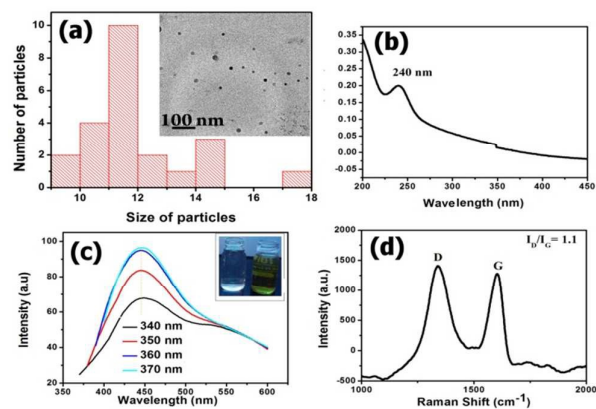 (a)
Number of particles
10
8
6
4
2
0
10 12 14 16 18
Size of particles
100 nm
(b)
240 nm
0.35
0.30
0.25
0.20
0.15
0.10
0.05
0.00
-0.05
200 250 300 350 400 450
Wavelength (nm)
(c)
Intensity (a.u)
100
80
60
40
20
0
340 nm
350 nm
360 nm
370 nm
350 400 450 500 550 600
Wavelength (nm)
(d)
D
G
I_D/I_G= 1.1
Intensity (a.u.)
2000
1500
1000
500
0
-500
1000 1500 2000
Raman Shift (cm⁻¹)